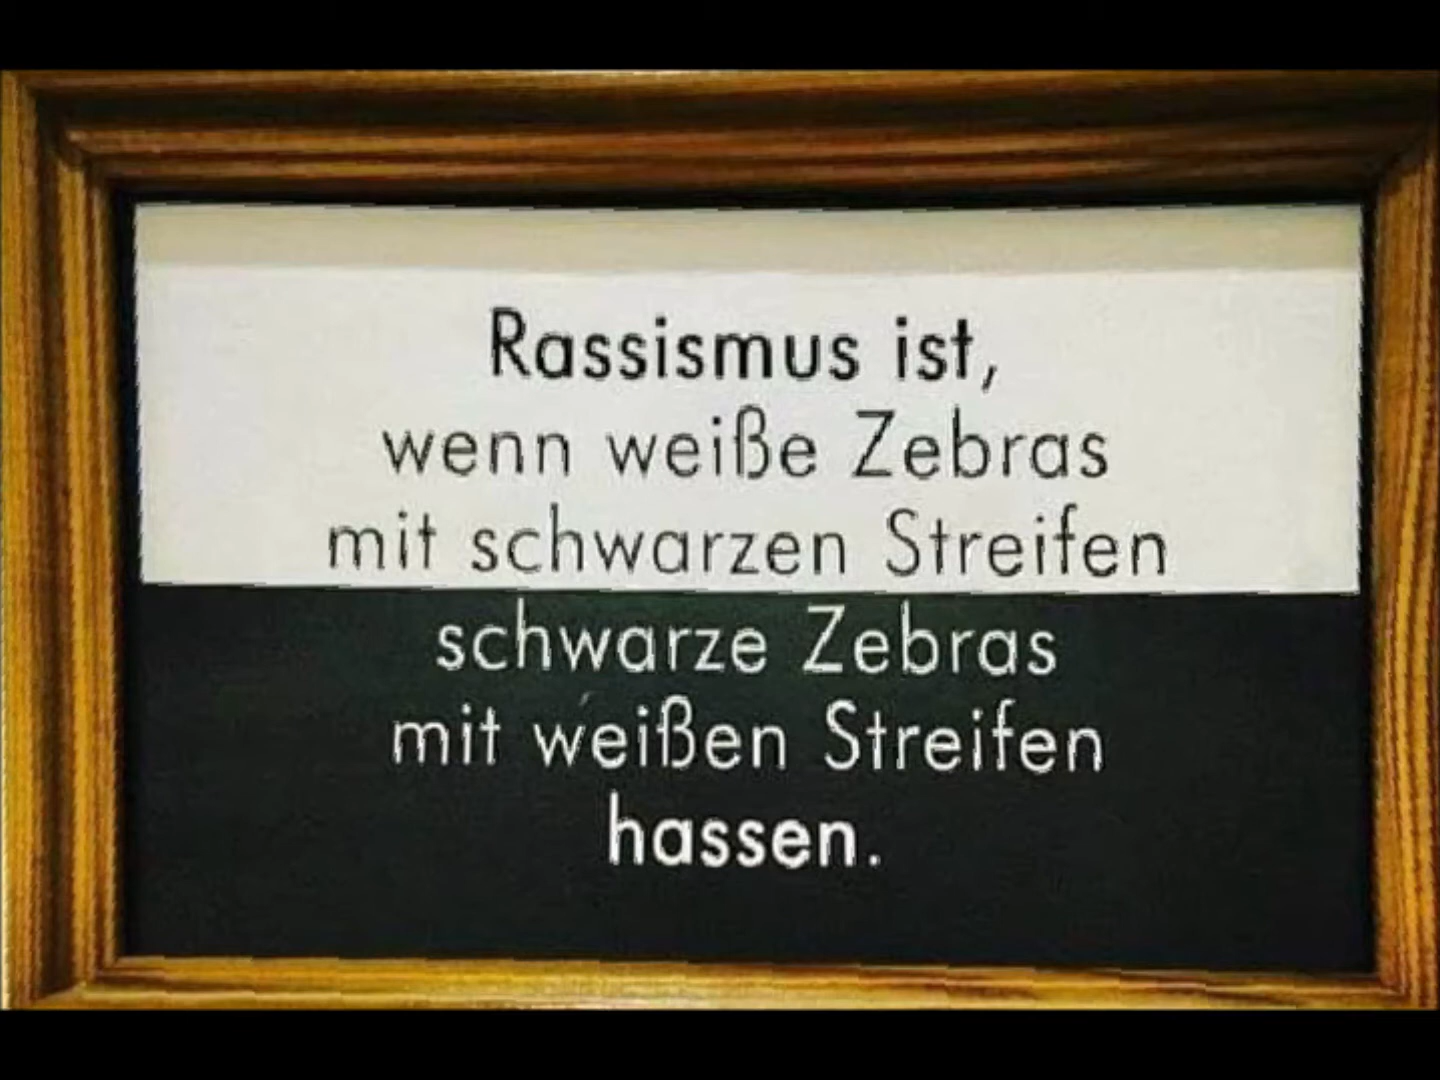 Rassismus ist,
wenn weiße Zebras
mit schwarzen Streifen
schwarze Zebras
mit weißen Streifen
hassen.